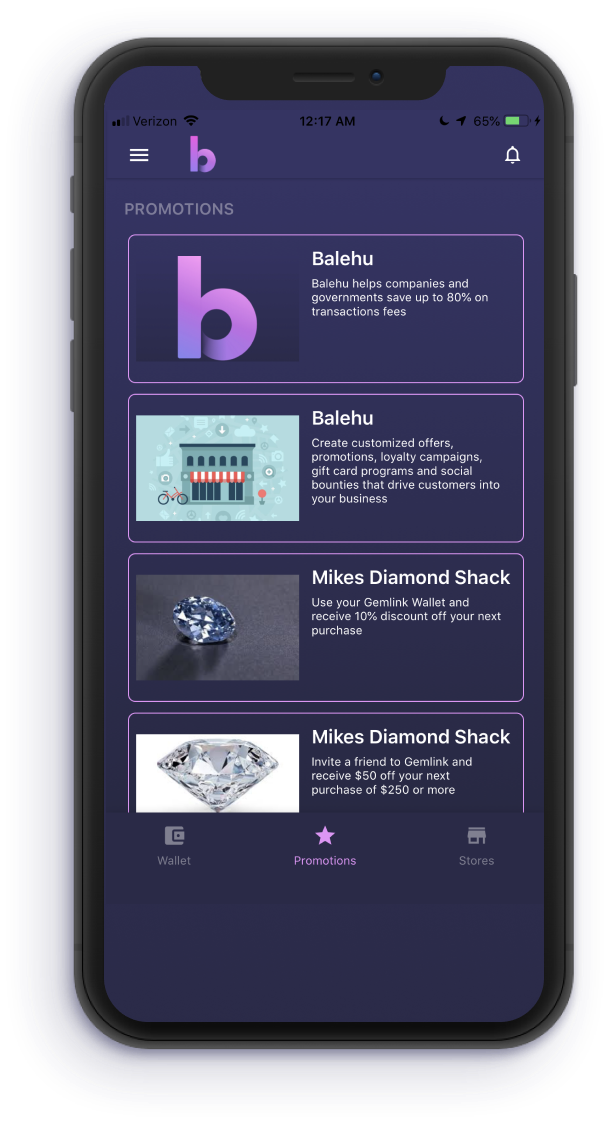 Verizon 12:17 AM 65%
b
PROMOTIONS
b
Balehu
Balehu helps companies and
governments save up to 80% on
transactions fees
Balehu
Create customized offers,
promotions, loyalty campaigns,
gift card programs and social
bounties that drive customers into
your business
Mikes Diamond Shack
Use your Gemlink Wallet and
receive 10% discount off your next
purchase
Mikes Diamond Shack
Invite a friend to Gemlink and
receive $50 off your next
purchase of $250 or more
Wallet Promotions Stores